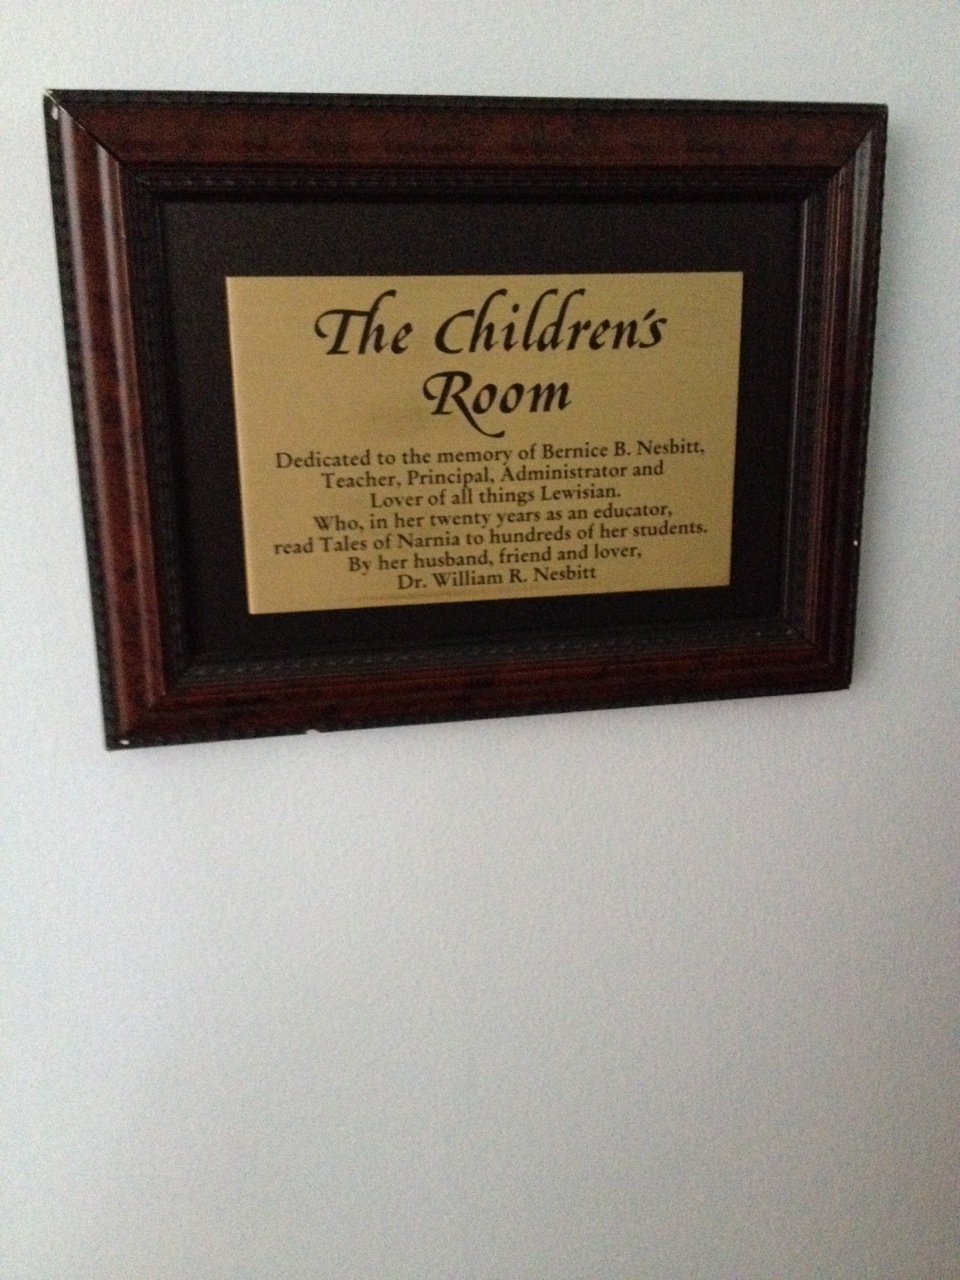 The Children's
Room
Dedicated to the memory of Bernice B. Nesbitt,
Teacher, Principal, Administrator and
Lover of all things Lewisian.
Who, in her twenty years as an educator,
read Tales of Narnia to hundreds of her students.
By her husband, friend and lover,
Dr. William R. Nesbitt